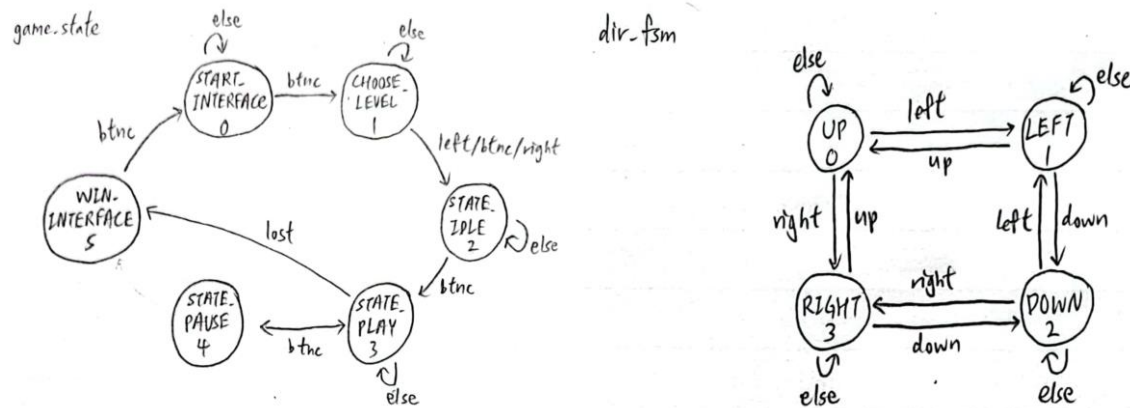 game_state
else
START_
INTERFACE
0
btnc
else
CHOOSE_
LEVEL
1
btnc
left/btnc/right
WIN_
INTERFACE
5
lost
STATE_
IDLE
2
else
btnc
STATE_
PAUSE
4
btnc
STATE_
PLAY
3
else
dir_fsm
else
UP
0
left
up
else
LEFT
1
right
up
left
down
RIGHT
3
right
down
DOWN
2
else
else